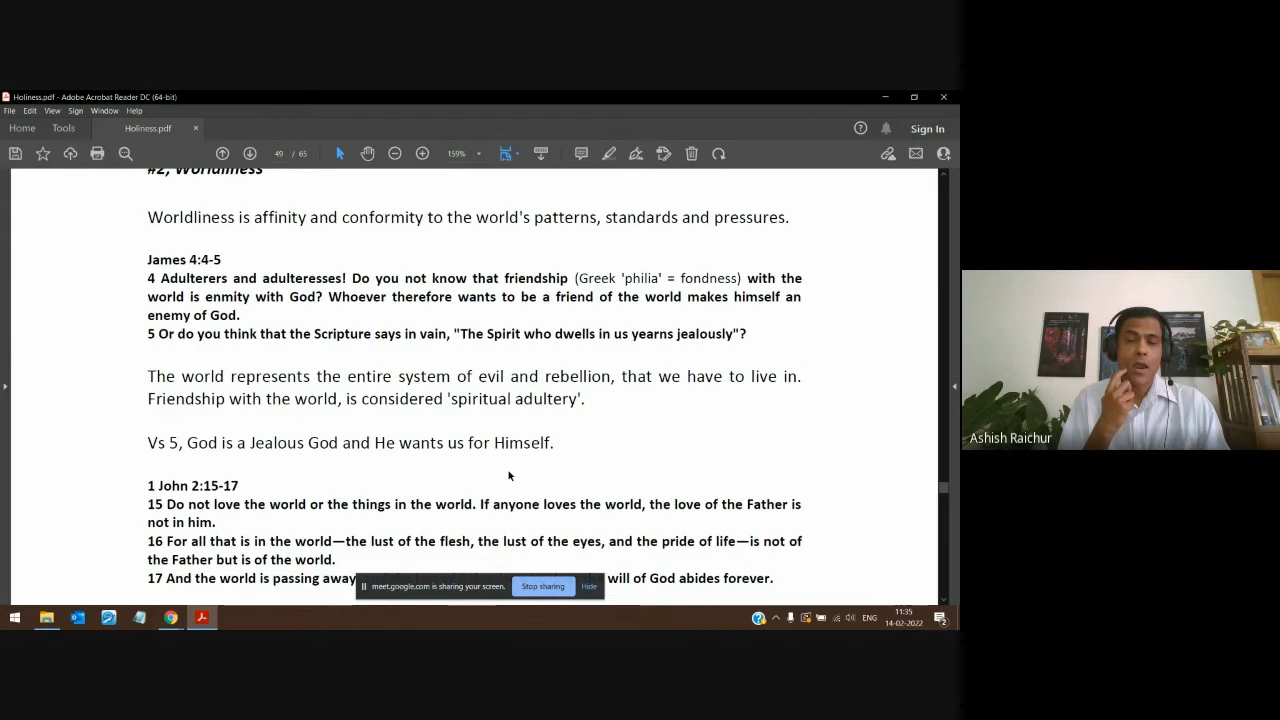 Holiness.pdf - Adobe Acrobat Reader DC (64-bit)
File Edit View Sign Window Help
Home Tools Holiness.pdf × Sign In
49 / 65 159%
#2, Worldliness
Worldliness is affinity and conformity to the world's patterns, standards and pressures.
James 4:4-5
4 Adulterers and adulteresses! Do you not know that friendship (Greek 'philia' = fondness) with the
world is enmity with God? Whoever therefore wants to be a friend of the world makes himself an
enemy of God.
5 Or do you think that the Scripture says in vain, "The Spirit who dwells in us yearns jealously"?
The world represents the entire system of evil and rebellion, that we have to live in.
Friendship with the world, is considered 'spiritual adultery'.
Vs 5, God is a Jealous God and He wants us for Himself.
1 John 2:15-17
15 Do not love the world or the things in the world. If anyone loves the world, the love of the Father is
not in him.
16 For all that is in the world—the lust of the flesh, the lust of the eyes, and the pride of life—is not of
the Father but is of the world.
17 And the world is passing away will of God abides forever.
meet.google.com is sharing your screen. Stop sharing Hide
ENG
11:35
14-02-2022
2
Ashish Raichur